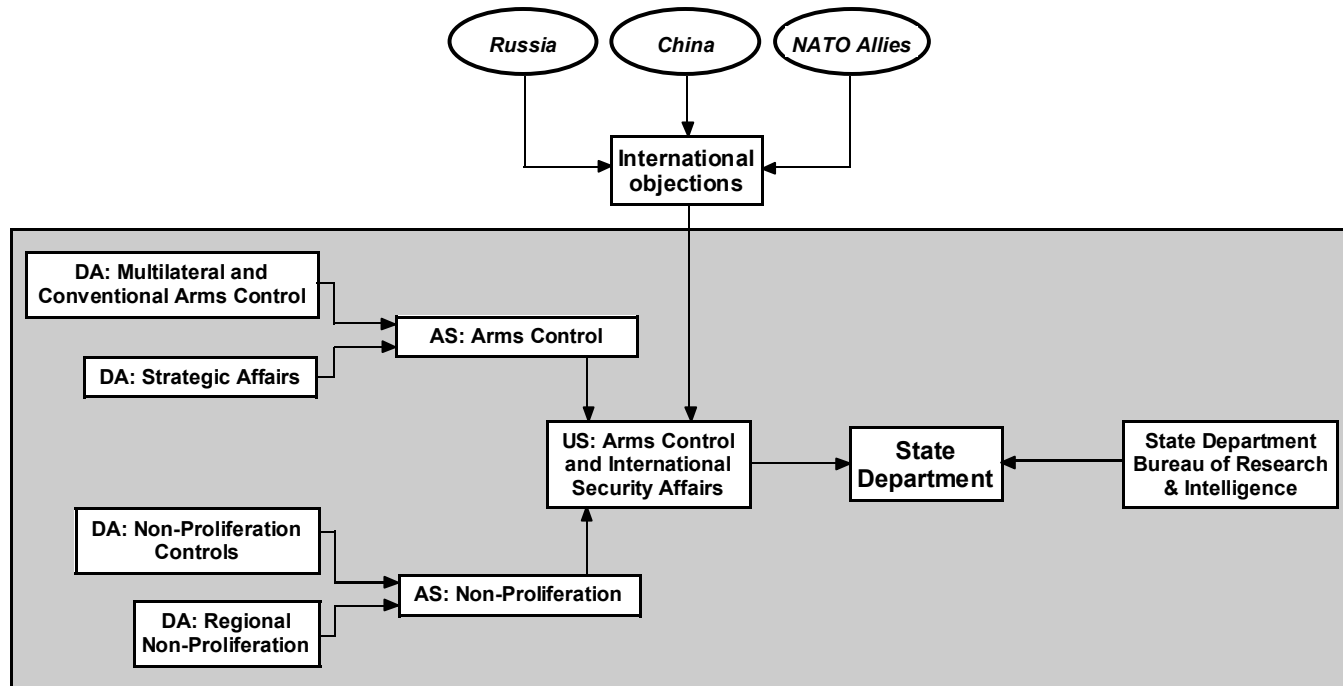 Russia
China
NATO Allies
International
objections
DA: Multilateral and
Conventional Arms Control
AS: Arms Control
DA: Strategic Affairs
US: Arms Control
and International
Security Affairs
State
Department
State Department
Bureau of Research
& Intelligence
DA: Non-Proliferation
Controls
AS: Non-Proliferation
DA: Regional
Non-Proliferation